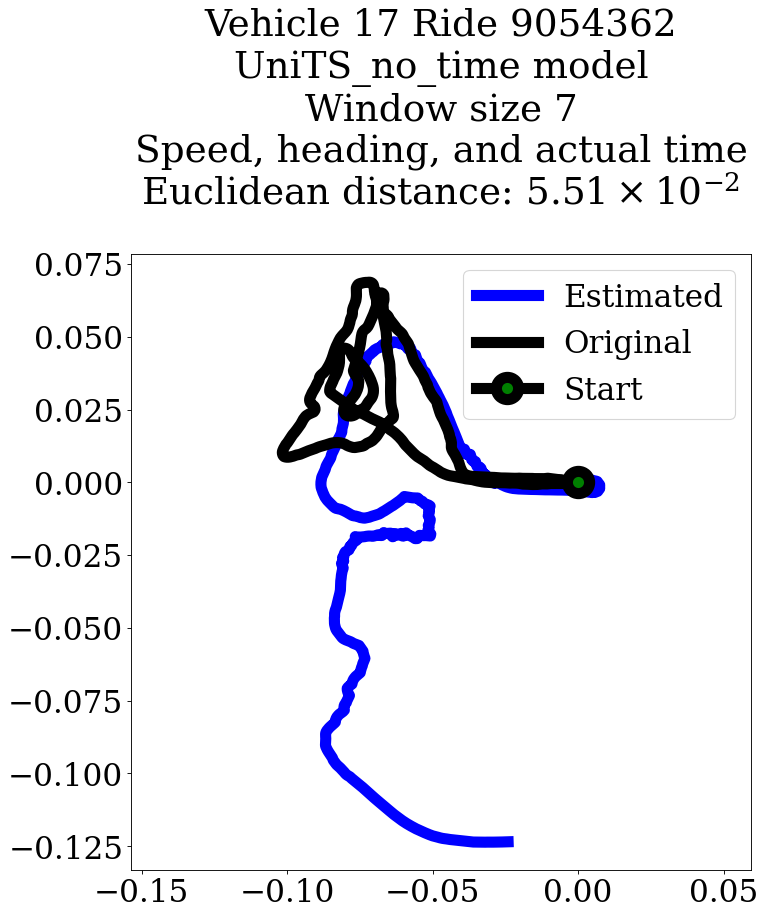 Vehicle 17 Ride 9054362
UniTS_no_time model
Window size 7
Speed, heading, and actual time
Euclidean distance: 5.51 × 10⁻²
Estimated
Original
Start
0.075
0.050
0.025
0.000
−0.025
−0.050
−0.075
−0.100
−0.125
−0.15
−0.10
−0.05
0.00
0.05